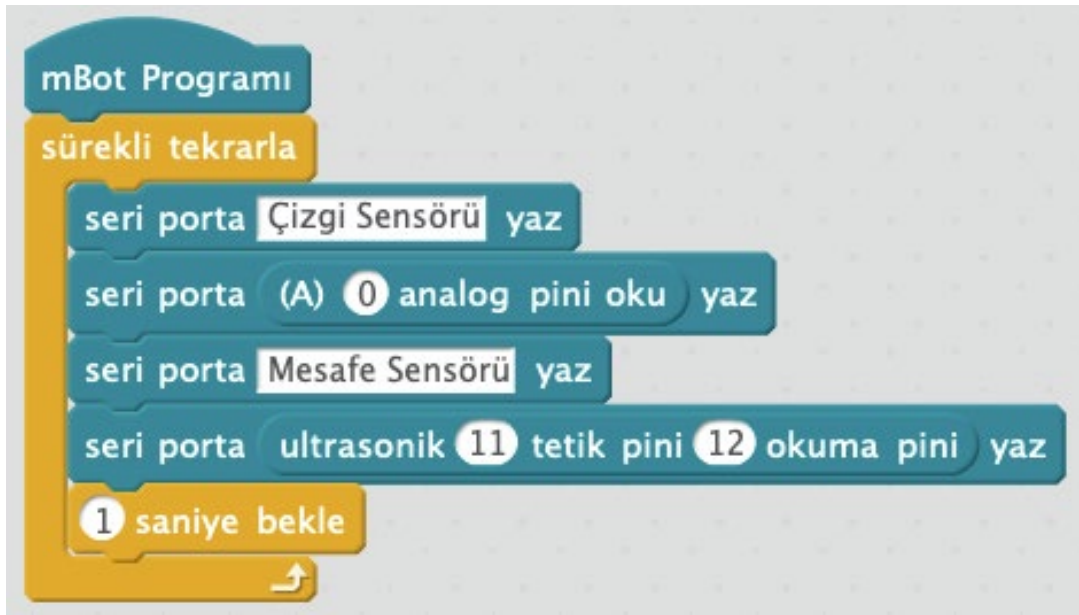 mBot Programı
sürekli tekrarla
seri porta Çizgi Sensörü yaz
seri porta (A) 0 analog pini oku yaz
seri porta Mesafe Sensörü yaz
seri porta ultrasonik 11 tetik pini 12 okuma pini yaz
1 saniye bekle